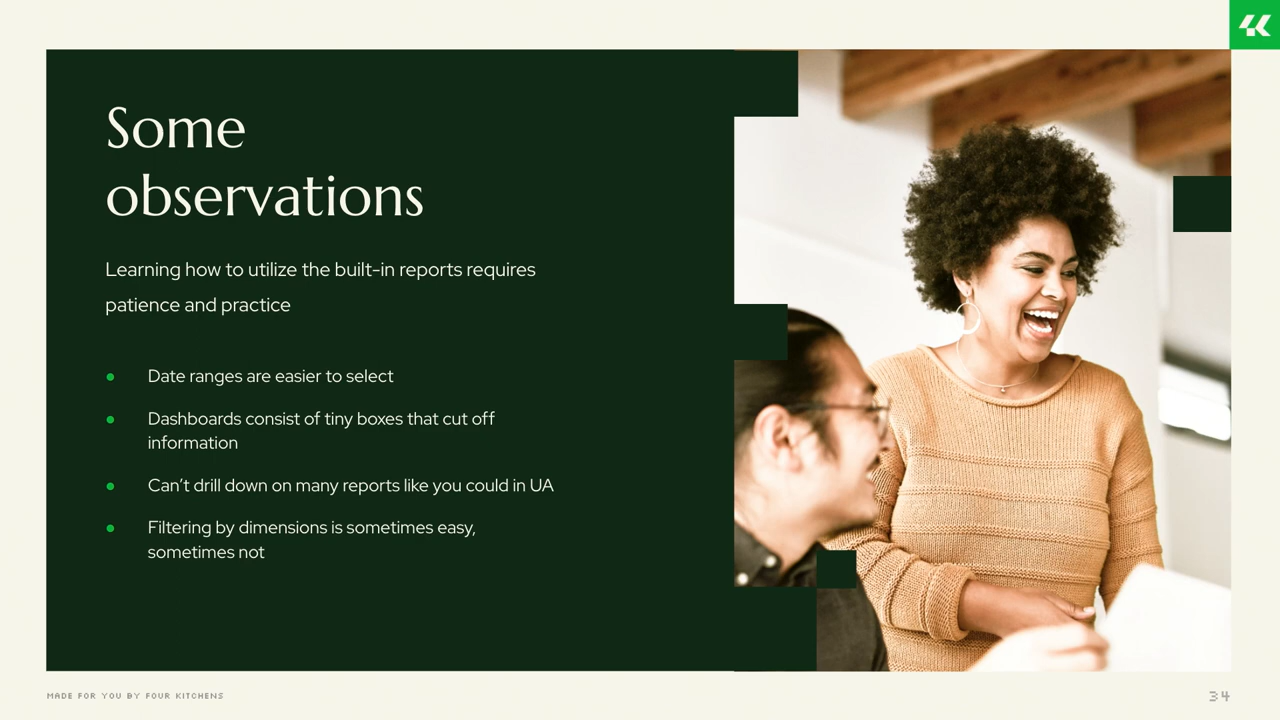 Some
observations
Learning how to utilize the built-in reports requires
patience and practice
Date ranges are easier to select
Dashboards consist of tiny boxes that cut off
information
Can’t drill down on many reports like you could in UA
Filtering by dimensions is sometimes easy,
sometimes not
MADE FOR YOU BY FOUR KITCHENS
34